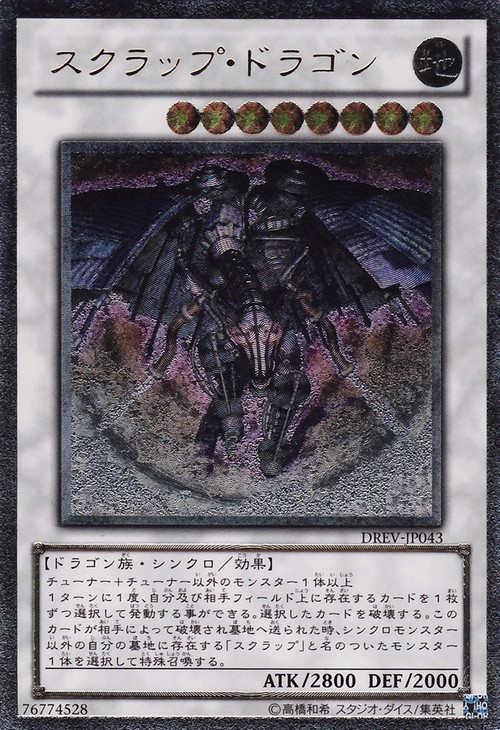 スクラップ・ドラゴン
DREV-JP043
【ドラゴン族・シンクロ／効果】
チューナー＋チューナー以外のモンスター１体以上
１ターンに１度、自分及び相手フィールド上に存在するカードを１枚
ずつ選択して発動する事ができる。選択したカードを破壊する。この
カードが相手によって破壊され墓地へ送られた時、シンクロモンスター
以外の自分の墓地に存在する「スクラップ」と名のついたモンスター
１体を選択して特殊召喚する。
ATK/2800 DEF/2000
76774528 ©高橋和希 スタジオ・ダイス/集英社